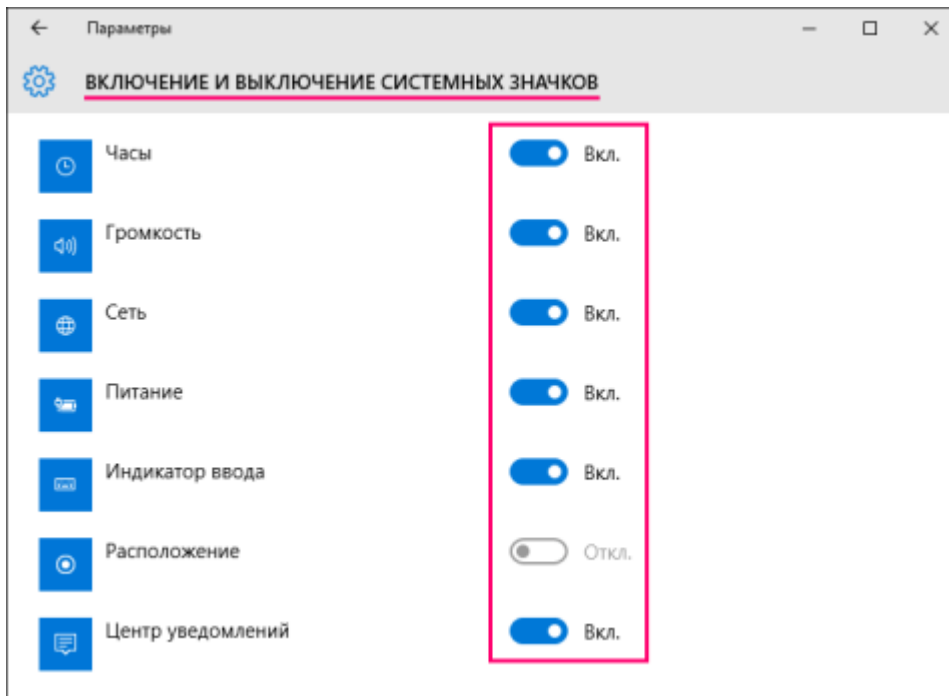 Параметры
ВКЛЮЧЕНИЕ И ВЫКЛЮЧЕНИЕ СИСТЕМНЫХ ЗНАЧКОВ
Часы Вкл.
Громкость Вкл.
Сеть Вкл.
Питание Вкл.
Индикатор ввода Вкл.
Расположение Откл.
Центр уведомлений Вкл.